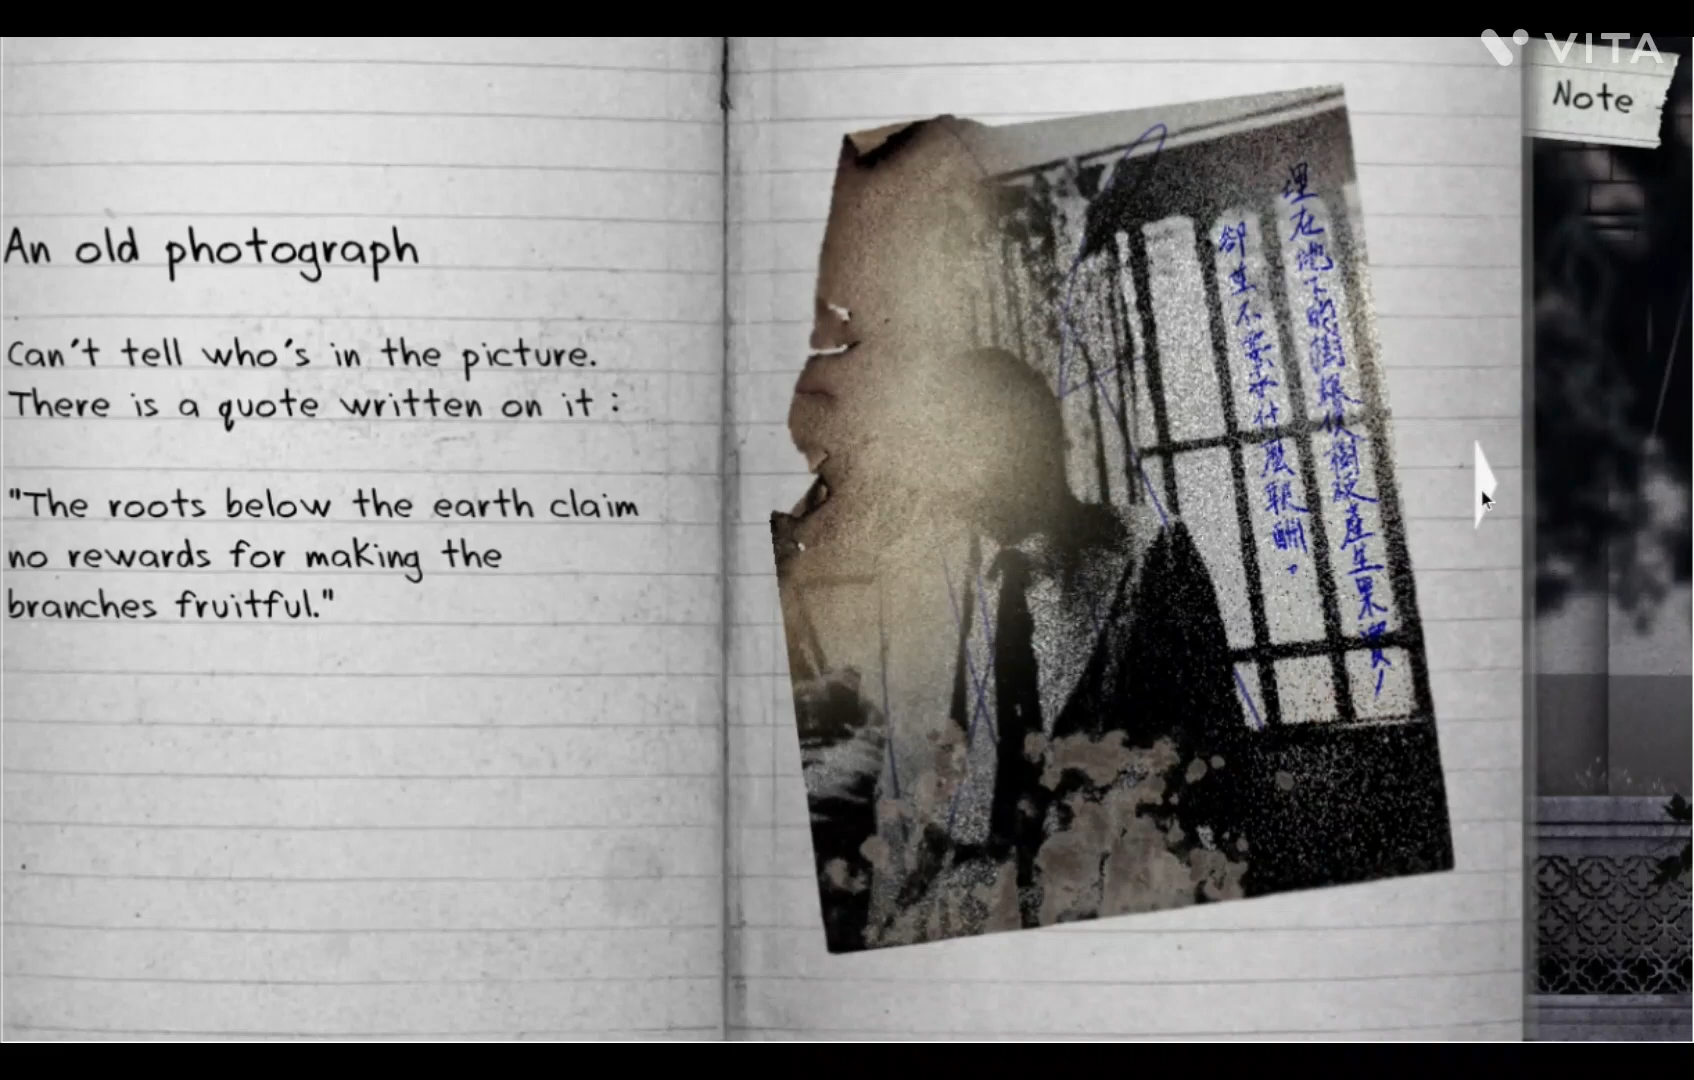 VITA
Note
An old photograph
Can't tell who's in the picture.
There is a quote written on it :
"The roots below the earth claim
no rewards for making the
branches fruitful."
埋在地下的樹根使樹枝產生果實，
卻並不要求什麼報酬。